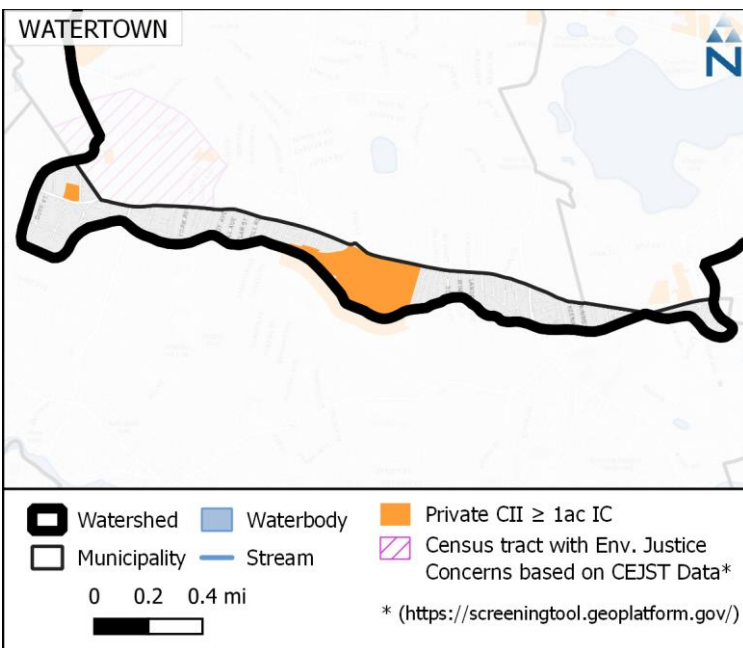 WATERTOWN
N
Watershed
Waterbody
Private CII ≥ 1ac IC
Municipality
Stream
Census tract with Env. Justice
Concerns based on CEJST Data*
0 0.2 0.4 mi
* (https://screeningtool.geoplatform.gov/)